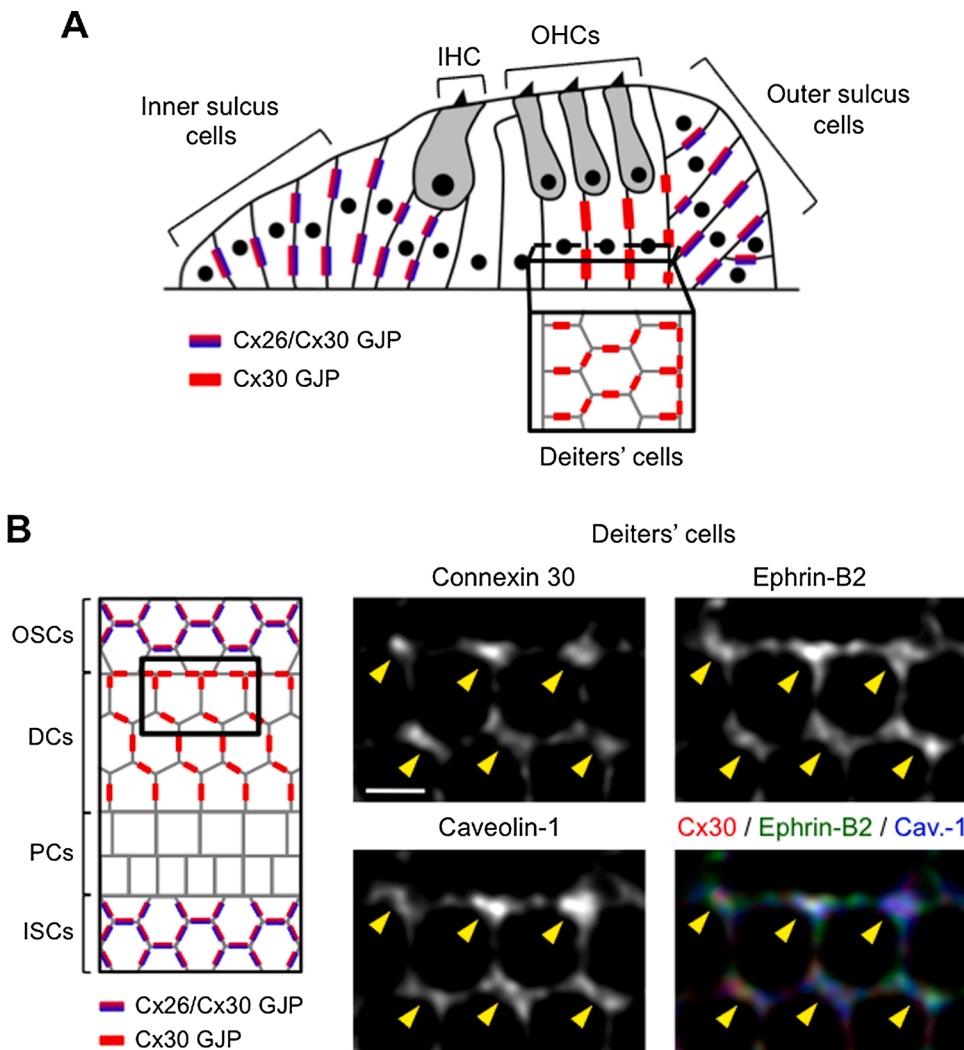 A
IHC
OHCs
Inner sulcus
cells
Outer sulcus
cells
Cx26/Cx30 GJP
Cx30 GJP
Deiters' cells
B
Deiters' cells
Connexin 30
Ephrin-B2
OSCs
DCs
PCs
ISCs
Caveolin-1
Cx30 / Ephrin-B2 / Cav.-1
Cx26/Cx30 GJP
Cx30 GJP